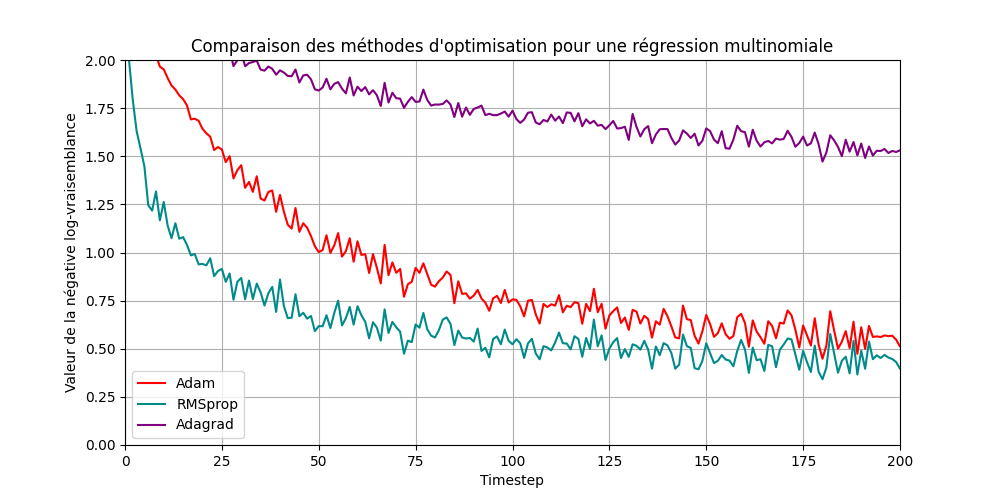 Comparaison des méthodes d'optimisation pour une régression multinomiale
Valeur de la négative log-vraisemblance
2.00
1.75
1.50
1.25
1.00
0.75
0.50
0.25
0.00
Adam
RMSprop
Adagrad
0 25 50 75 100 125 150 175 200
Timestep